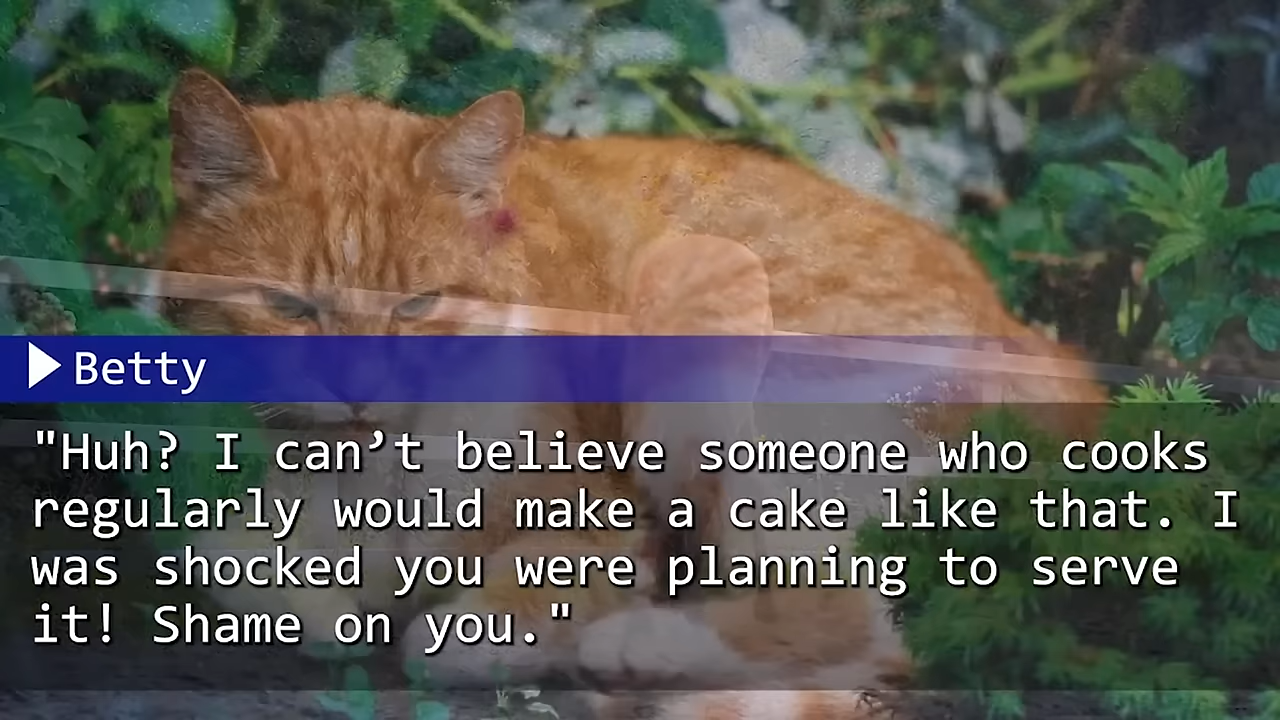 Betty
"Huh? I can’t believe someone who cooks
regularly would make a cake like that. I
was shocked you were planning to serve
it! Shame on you."